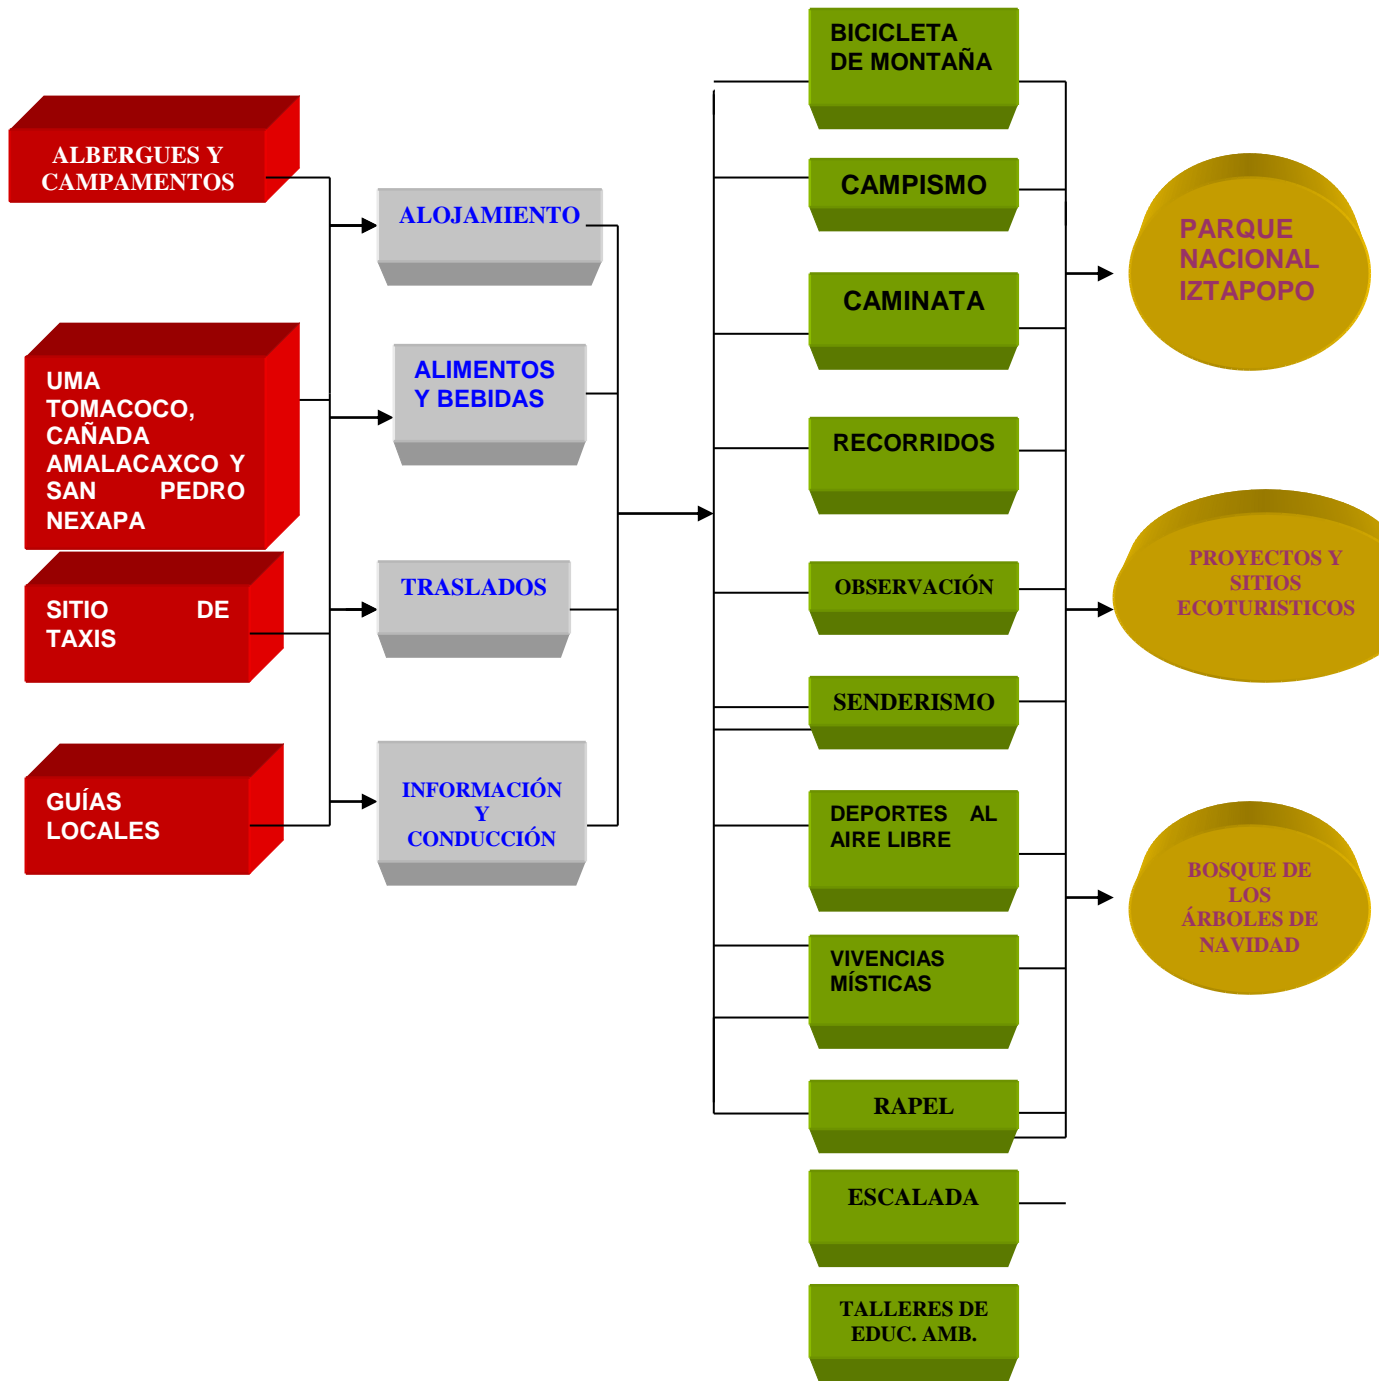 ALBERGUES Y
CAMPAMENTOS
UMA
TOMACOCO,
CAÑADA
AMALACAXCO Y
SAN PEDRO
NEXAPA
SITIO DE
TAXIS
GUÍAS
LOCALES
ALOJAMIENTO
ALIMENTOS
Y BEBIDAS
TRASLADOS
INFORMACIÓN
Y
CONDUCCIÓN
BICICLETA
DE MONTAÑA
CAMPISMO
CAMINATA
RECORRIDOS
OBSERVACIÓN
SENDERISMO
DEPORTES AL
AIRE LIBRE
VIVENCIAS
MÍSTICAS
RAPEL
ESCALADA
TALLERES DE
EDUC. AMB.
PARQUE
NACIONAL
IZTAPOPO
PROYECTOS Y
SITIOS
ECOTURISTICOS
BOSQUE DE
LOS
ÁRBOLES DE
NAVIDAD